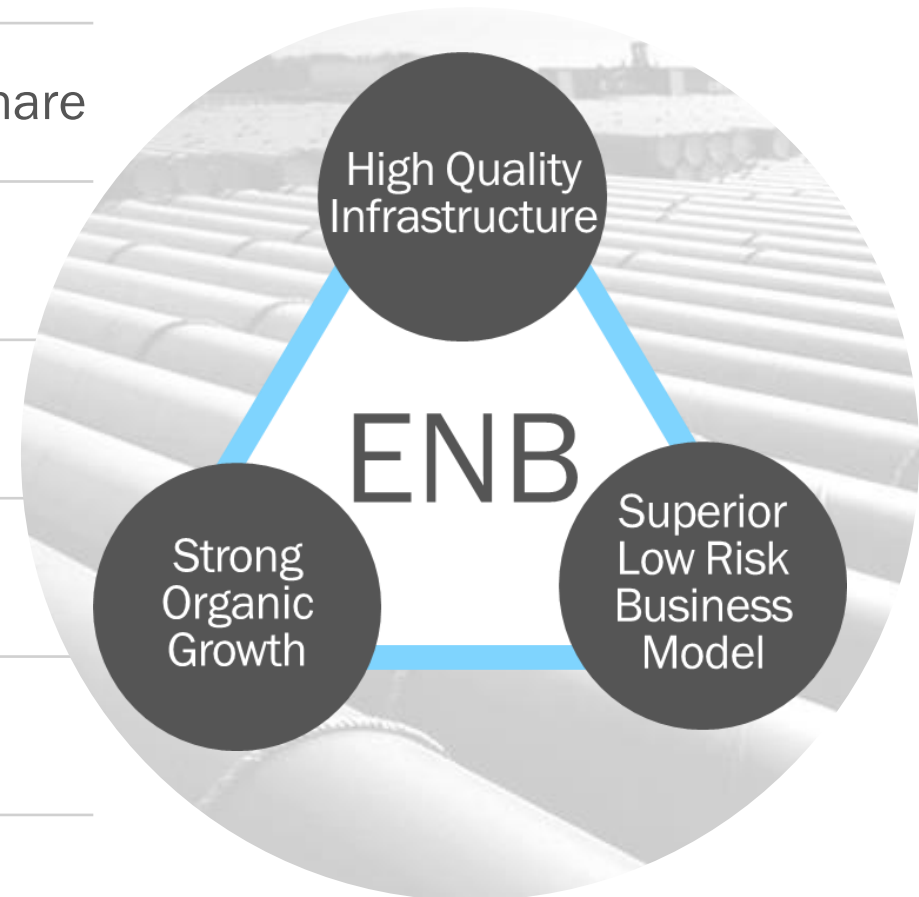 High Quality
Infrastructure
ENB
Strong
Organic
Growth
Superior
Low Risk
Business
Model